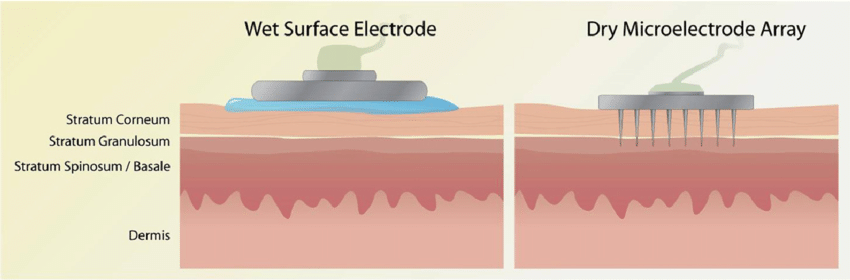 Wet Surface Electrode
Dry Microelectrode Array
Stratum Corneum
Stratum Granulosum
Stratum Spinosum / Basale
Dermis